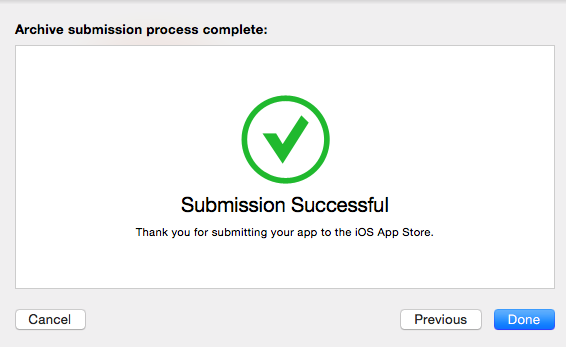 Archive submission process complete:
Submission Successful
Thank you for submitting your app to the iOS App Store.
Cancel
Previous
Done